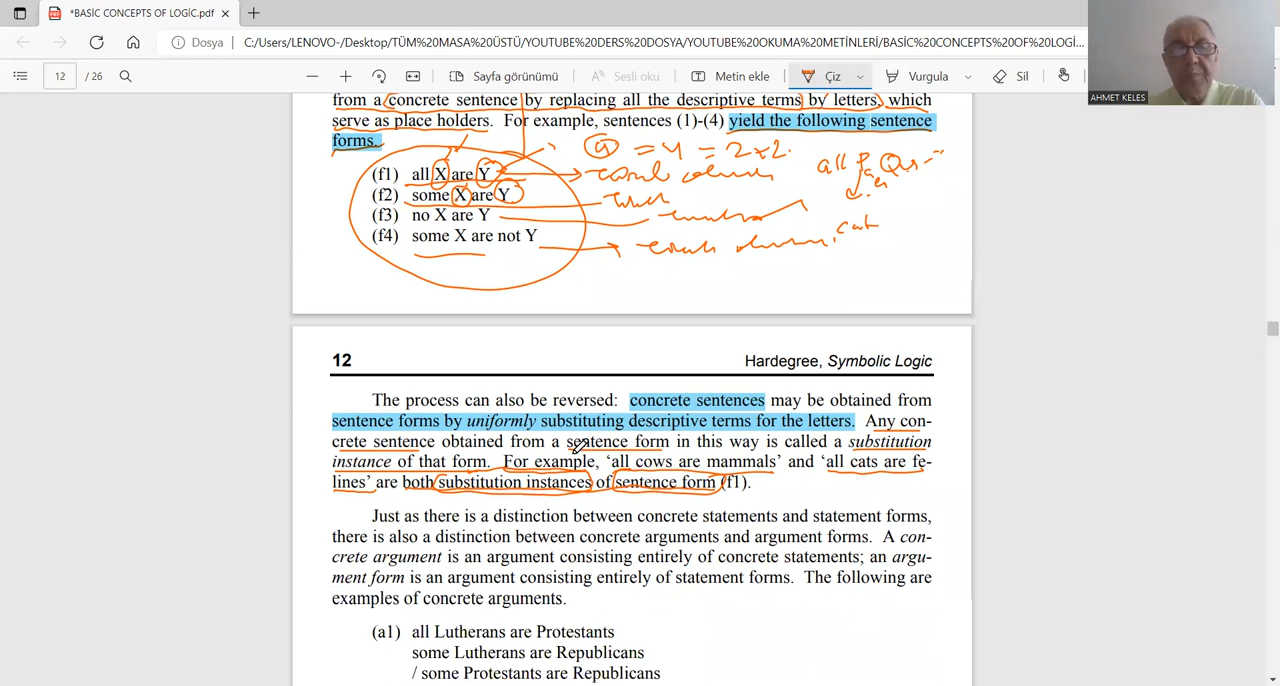 *BASİC CONCEPTS OF LOGİC.pdf
Dosya
C:/Users/LENOVO-/Desktop/TÜM%20MASA%20ÜSTÜ/YOUTUBE%20DERS%20DOSYA/YOUTUBE%20OKUMA%20METİNLERİ/BASİC%20CONCEPTS%20OF%20LOGİ...
12 / 26
Sayfa görünümü
Sesli oku
Metin ekle
Çiz
Vurgula
Sil
AHMET KELES
from a concrete sentence by replacing all the descriptive terms by letters, which
serve as place holders. For example, sentences (1)-(4) yield the following sentence
forms.
(f1) all X are Y
(f2) some X are Y
(f3) no X are Y
(f4) some X are not Y
= 4 = 2x2
all P
cat
12 Hardegree, Symbolic Logic
The process can also be reversed: concrete sentences may be obtained from
sentence forms by uniformly substituting descriptive terms for the letters. Any con-
crete sentence obtained from a sentence form in this way is called a substitution
instance of that form. For example, ‘all cows are mammals’ and ‘all cats are fe-
lines’ are both substitution instances of sentence form (f1).
Just as there is a distinction between concrete statements and statement forms,
there is also a distinction between concrete arguments and argument forms. A con-
crete argument is an argument consisting entirely of concrete statements; an argu-
ment form is an argument consisting entirely of statement forms. The following are
examples of concrete arguments.
(a1) all Lutherans are Protestants
some Lutherans are Republicans
/ some Protestants are Republicans